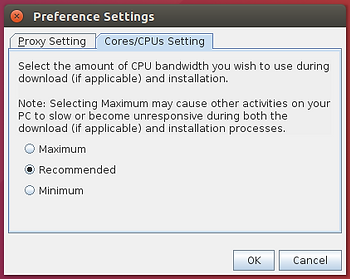 Preference Settings
Proxy Setting
Cores/CPUs Setting
Select the amount of CPU bandwidth you wish to use during
download (if applicable) and installation.
Note: Selecting Maximum may cause other activities on your
PC to slow or become unresponsive during both the
download (if applicable) and installation processes.
Maximum
Recommended
Minimum
OK
Cancel